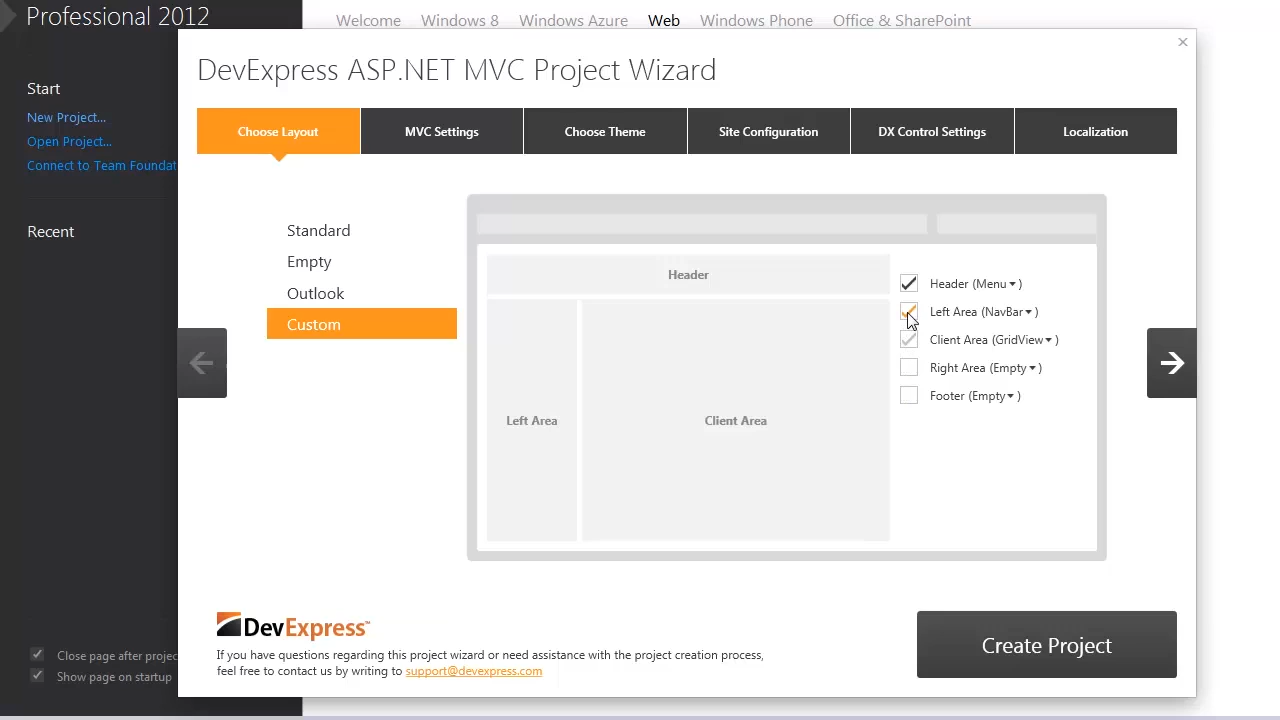 Professional 2012
Welcome Windows 8 Windows Azure Web Windows Phone Office & SharePoint
Start
New Project...
Open Project...
Connect to Team Foundat
Recent
Close page after projec
Show page on startup
DevExpress ASP.NET MVC Project Wizard
Choose Layout MVC Settings Choose Theme Site Configuration DX Control Settings Localization
Standard
Empty
Outlook
Custom
Header
Left Area
Client Area
Header (Menu )
Left Area (NavBar )
Client Area (GridView )
Right Area (Empty )
Footer (Empty )
DevExpress™
If you have questions regarding this project wizard or need assistance with the project creation process,
feel free to contact us by writing to support@devexpress.com
Create Project